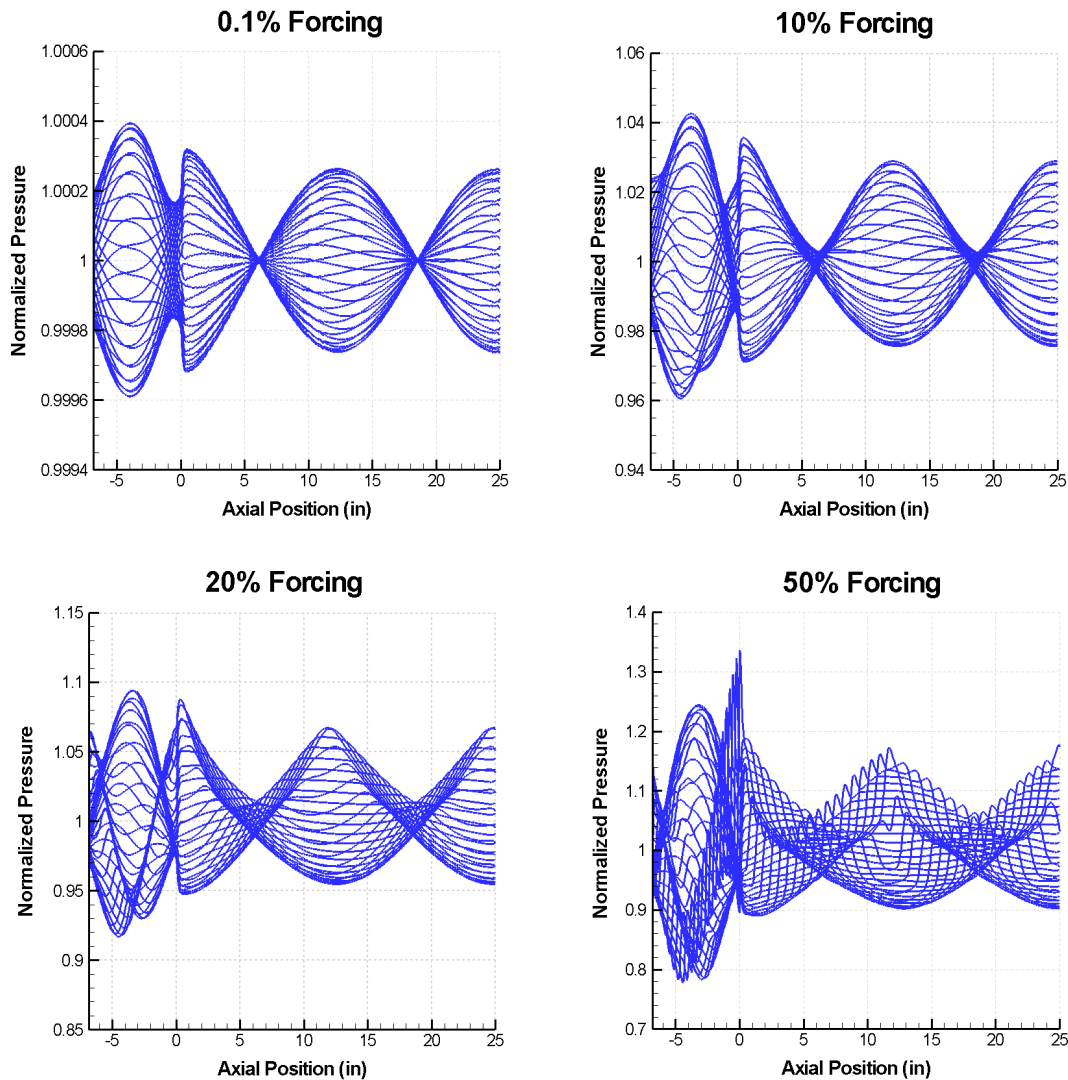 0.1% Forcing
1.0006
1.0004
1.0002
1
0.9998
0.9996
0.9994
Normalized Pressure
-5 0 5 10 15 20 25
Axial Position (in)
10% Forcing
1.06
1.04
1.02
1
0.98
0.96
0.94
Normalized Pressure
-5 0 5 10 15 20 25
Axial Position (in)
20% Forcing
1.15
1.1
1.05
1
0.95
0.9
0.85
Normalized Pressure
-5 0 5 10 15 20 25
Axial Position (in)
50% Forcing
1.4
1.3
1.2
1.1
1
0.9
0.8
0.7
Normalized Pressure
-5 0 5 10 15 20 25
Axial Position (in)